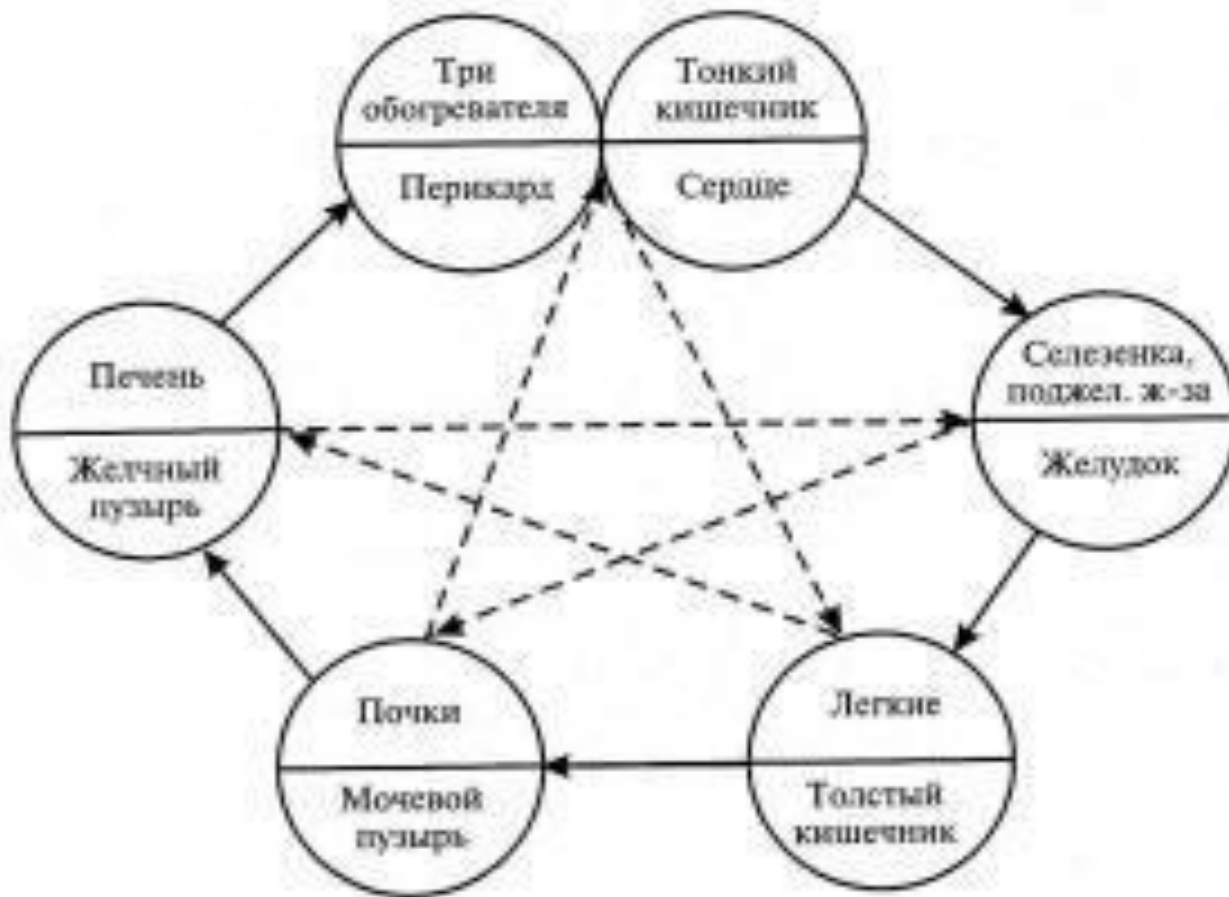 Три
обогревателя
Перикард
Тонкий
кишечник
Сердце
Печень
Желчный
пузырь
Селезенка,
поджел. ж-за
Желудок
Почки
Мочевой
пузырь
Легкие
Толстый
кишечник